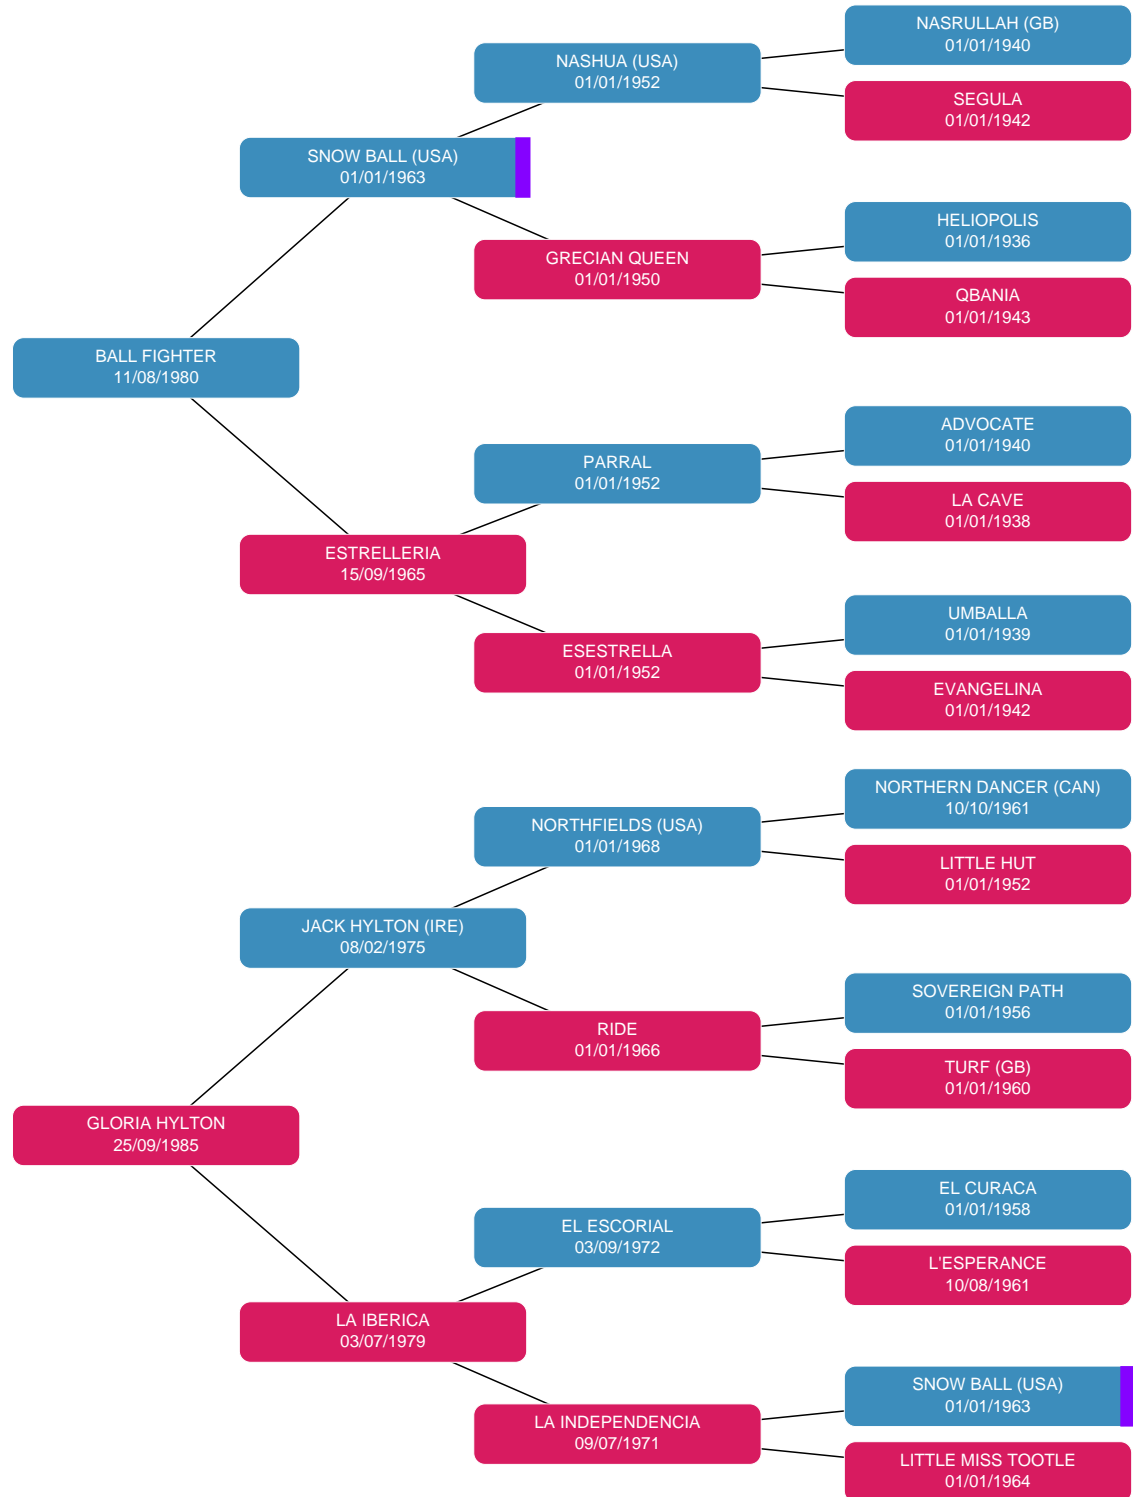 NASRULLAH (GB)
01/01/1940
NASHUA (USA)
01/01/1952
SEGULA
01/01/1942
SNOW BALL (USA)
01/01/1963
HELIOPOLIS
01/01/1936
GRECIAN QUEEN
01/01/1950
QBANIA
01/01/1943
BALL FIGHTER
11/08/1980
ADVOCATE
01/01/1940
PARRAL
01/01/1952
LA CAVE
01/01/1938
ESTRELLERIA
15/09/1965
UMBALLA
01/01/1939
ESESTRELLA
01/01/1952
EVANGELINA
01/01/1942
NORTHERN DANCER (CAN)
10/10/1961
NORTHFIELDS (USA)
01/01/1968
LITTLE HUT
01/01/1952
JACK HYLTON (IRE)
08/02/1975
SOVEREIGN PATH
01/01/1956
RIDE
01/01/1966
TURF (GB)
01/01/1960
GLORIA HYLTON
25/09/1985
EL CURACA
01/01/1958
EL ESCORIAL
03/09/1972
L'ESPERANCE
10/08/1961
LA IBERICA
03/07/1979
SNOW BALL (USA)
01/01/1963
LA INDEPENDENCIA
09/07/1971
LITTLE MISS TOOTLE
01/01/1964